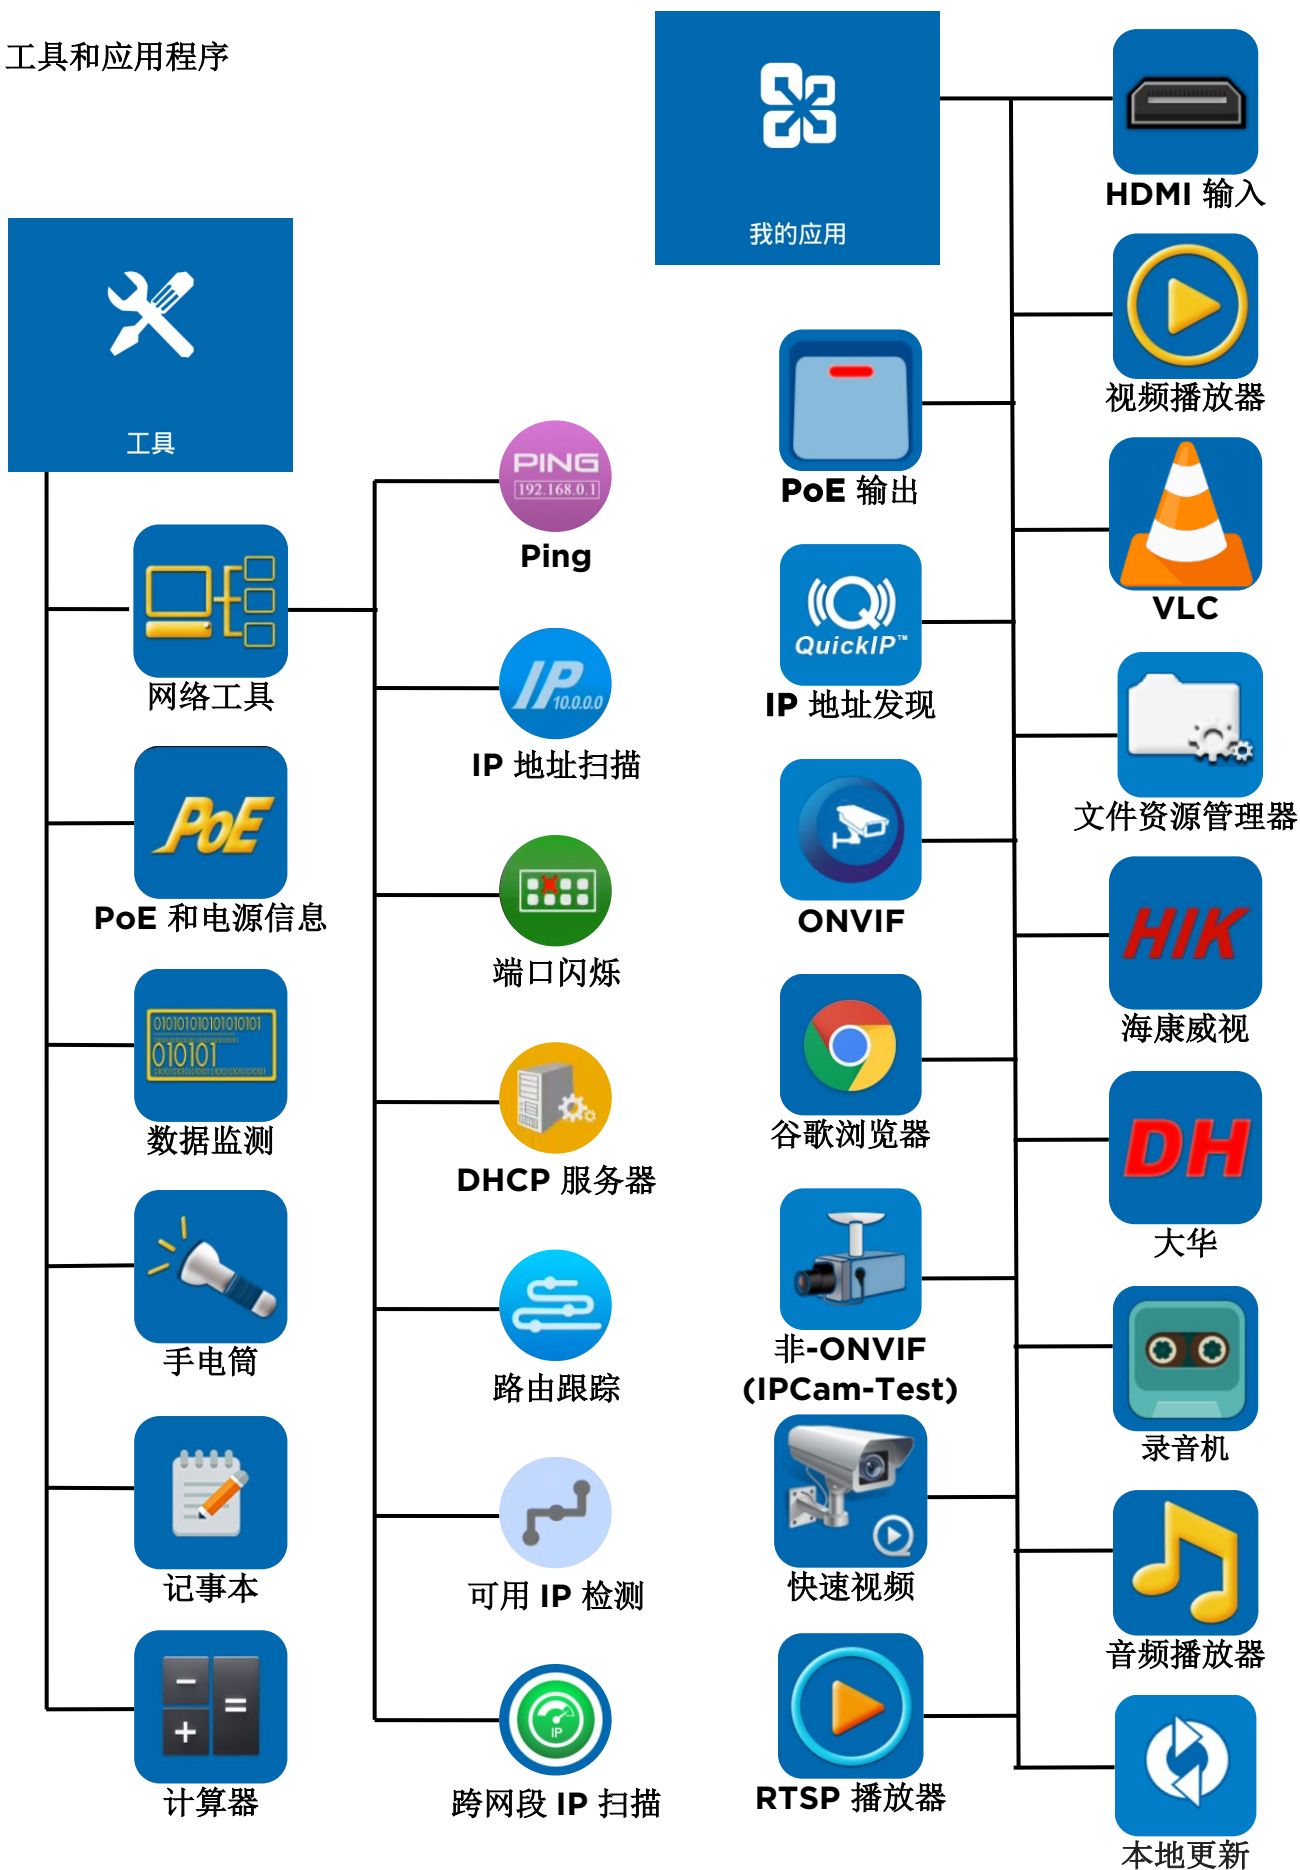 工具和应用程序
工具
网络工具
PoE
PoE 和电源信息
010101010101010101
010101
数据监测
手电筒
记事本
计算器
PING
192.168.0.1
Ping
IP
10.0.0.0
IP 地址扫描
端口闪烁
DHCP 服务器
路由跟踪
可用 IP 检测
IP
跨网段 IP 扫描
我的应用
PoE 输出
QuickIP™
IP 地址发现
ONVIF
谷歌浏览器
非-ONVIF
(IPCam-Test)
快速视频
RTSP 播放器
HDMI 输入
视频播放器
VLC
文件资源管理器
HIK
海康威视
DH
大华
录音机
音频播放器
本地更新